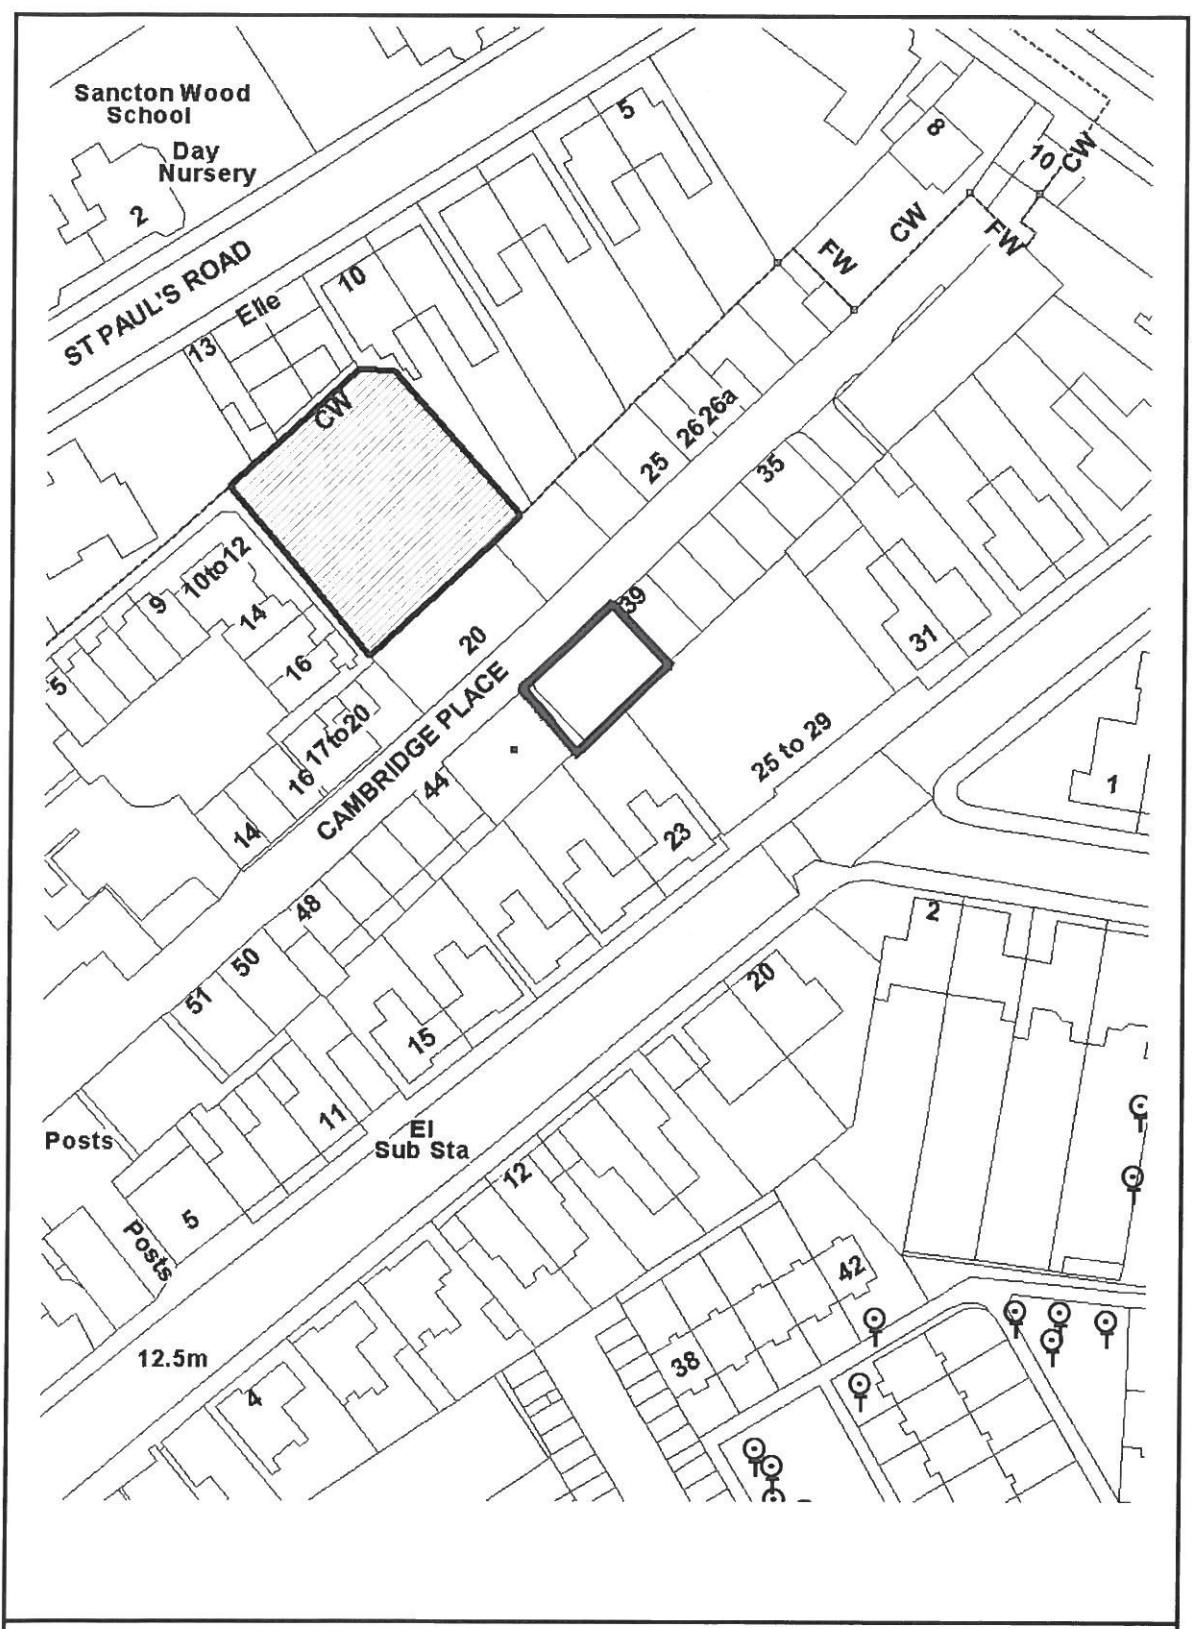 Sancton Wood
School
Day
Nursery
2
5
8
10
CW
CW
FW
FW
ST PAUL'S ROAD
Elle
10
13
CW
26a
26
25
35
39
10to12
9
14
16
5
20
31
17to20
16
14
CAMBRIDGE PLACE
44
25 to 29
1
23
48
50
51
2
20
15
11
Posts
El
Sub Sta
12
5
Posts
42
38
12.5m
4